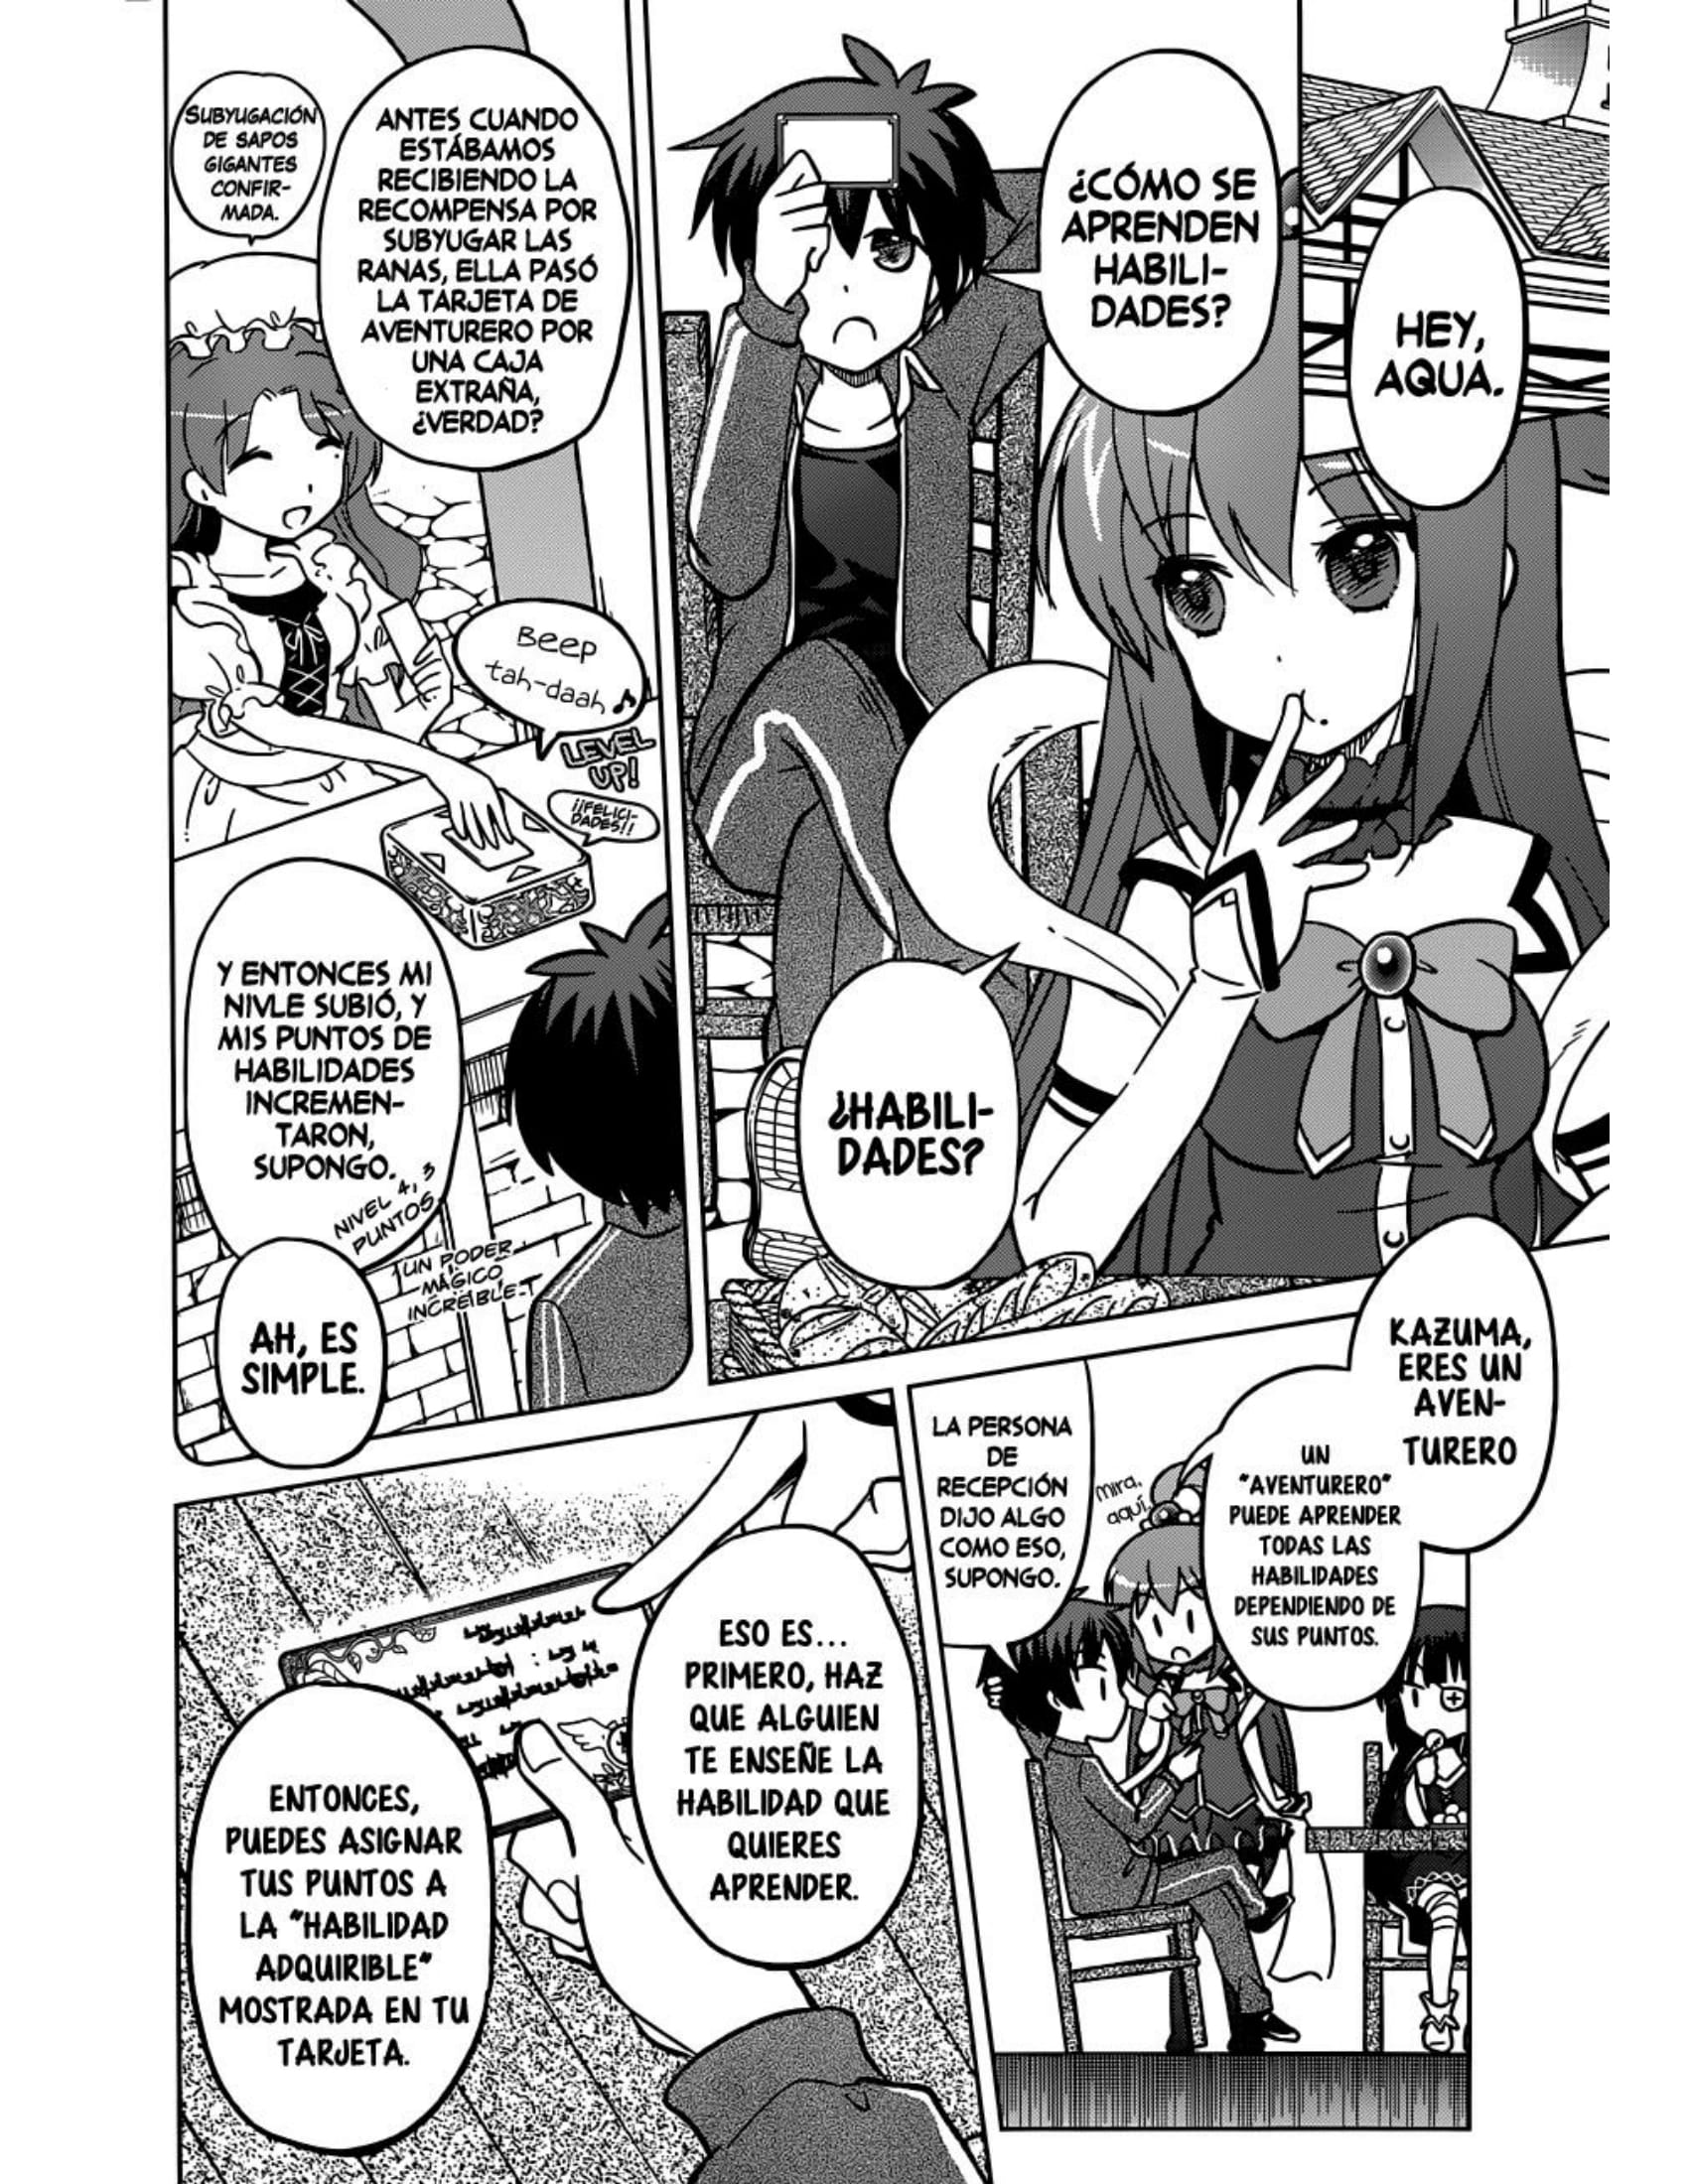 HEY,
AQUA.
¿CÓMO SE
APRENDEN
HABILI-
DADES?
¿HABILI-
DADES?
ANTES CUANDO
ESTÁBAMOS
RECIBIENDO LA
RECOMPENSA POR
SUBYUGAR LAS
RANAS, ELLA PASÓ
LA TARJETA DE
AVENTURERO POR
UNA CAJA
EXTRAÑA,
¿VERDAD?
SUBYUGACIÓN
DE SAPOS
GIGANTES
CONFIR-
MADA.
Beep
tah-daah ♪
LEVEL
UP!
¡¡FELICI-
DADES!!
Y ENTONCES MI
NIVLE SUBIÓ, Y
MIS PUNTOS DE
HABILIDADES
INCREMEN-
TARON,
SUPONGO.
NIVEL 4, 3
PUNTOS
UN PODER
MÁGICO
INCREÍBLE
AH, ES
SIMPLE.
KAZUMA,
ERES UN
AVEN-
TURERO
UN
"AVENTURERO"
PUEDE APRENDER
TODAS LAS
HABILIDADES
DEPENDIENDO DE
SUS PUNTOS.
mira,
aquí.
LA PERSONA
DE
RECEPCIÓN
DIJO ALGO
COMO ESO,
SUPONGO.
ESO ES...
PRIMERO, HAZ
QUE ALGUIEN
TE ENSEÑE LA
HABILIDAD QUE
QUIERES
APRENDER.
ENTONCES,
PUEDES ASIGNAR
TUS PUNTOS A
LA "HABILIDAD
ADQUIRIBLE"
MOSTRADA EN TU
TARJETA.